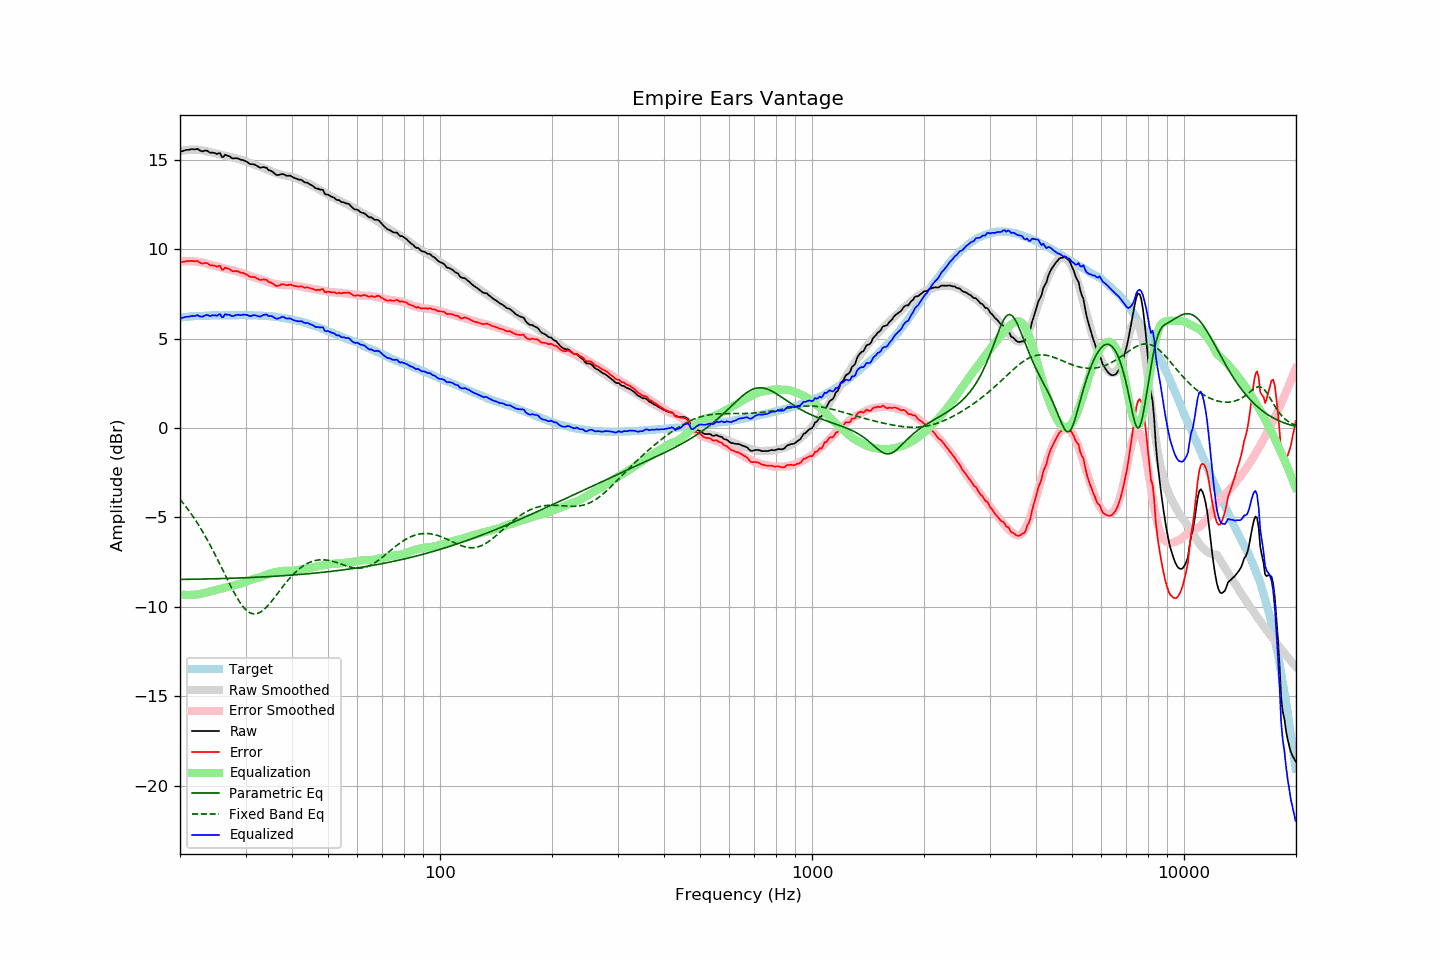 Empire Ears Vantage
Amplitude (dBr)
15
10
5
0
−5
−10
−15
−20
Target
Raw Smoothed
Error Smoothed
Raw
Error
Equalization
Parametric Eq
Fixed Band Eq
Equalized
100
1000
10000
Frequency (Hz)